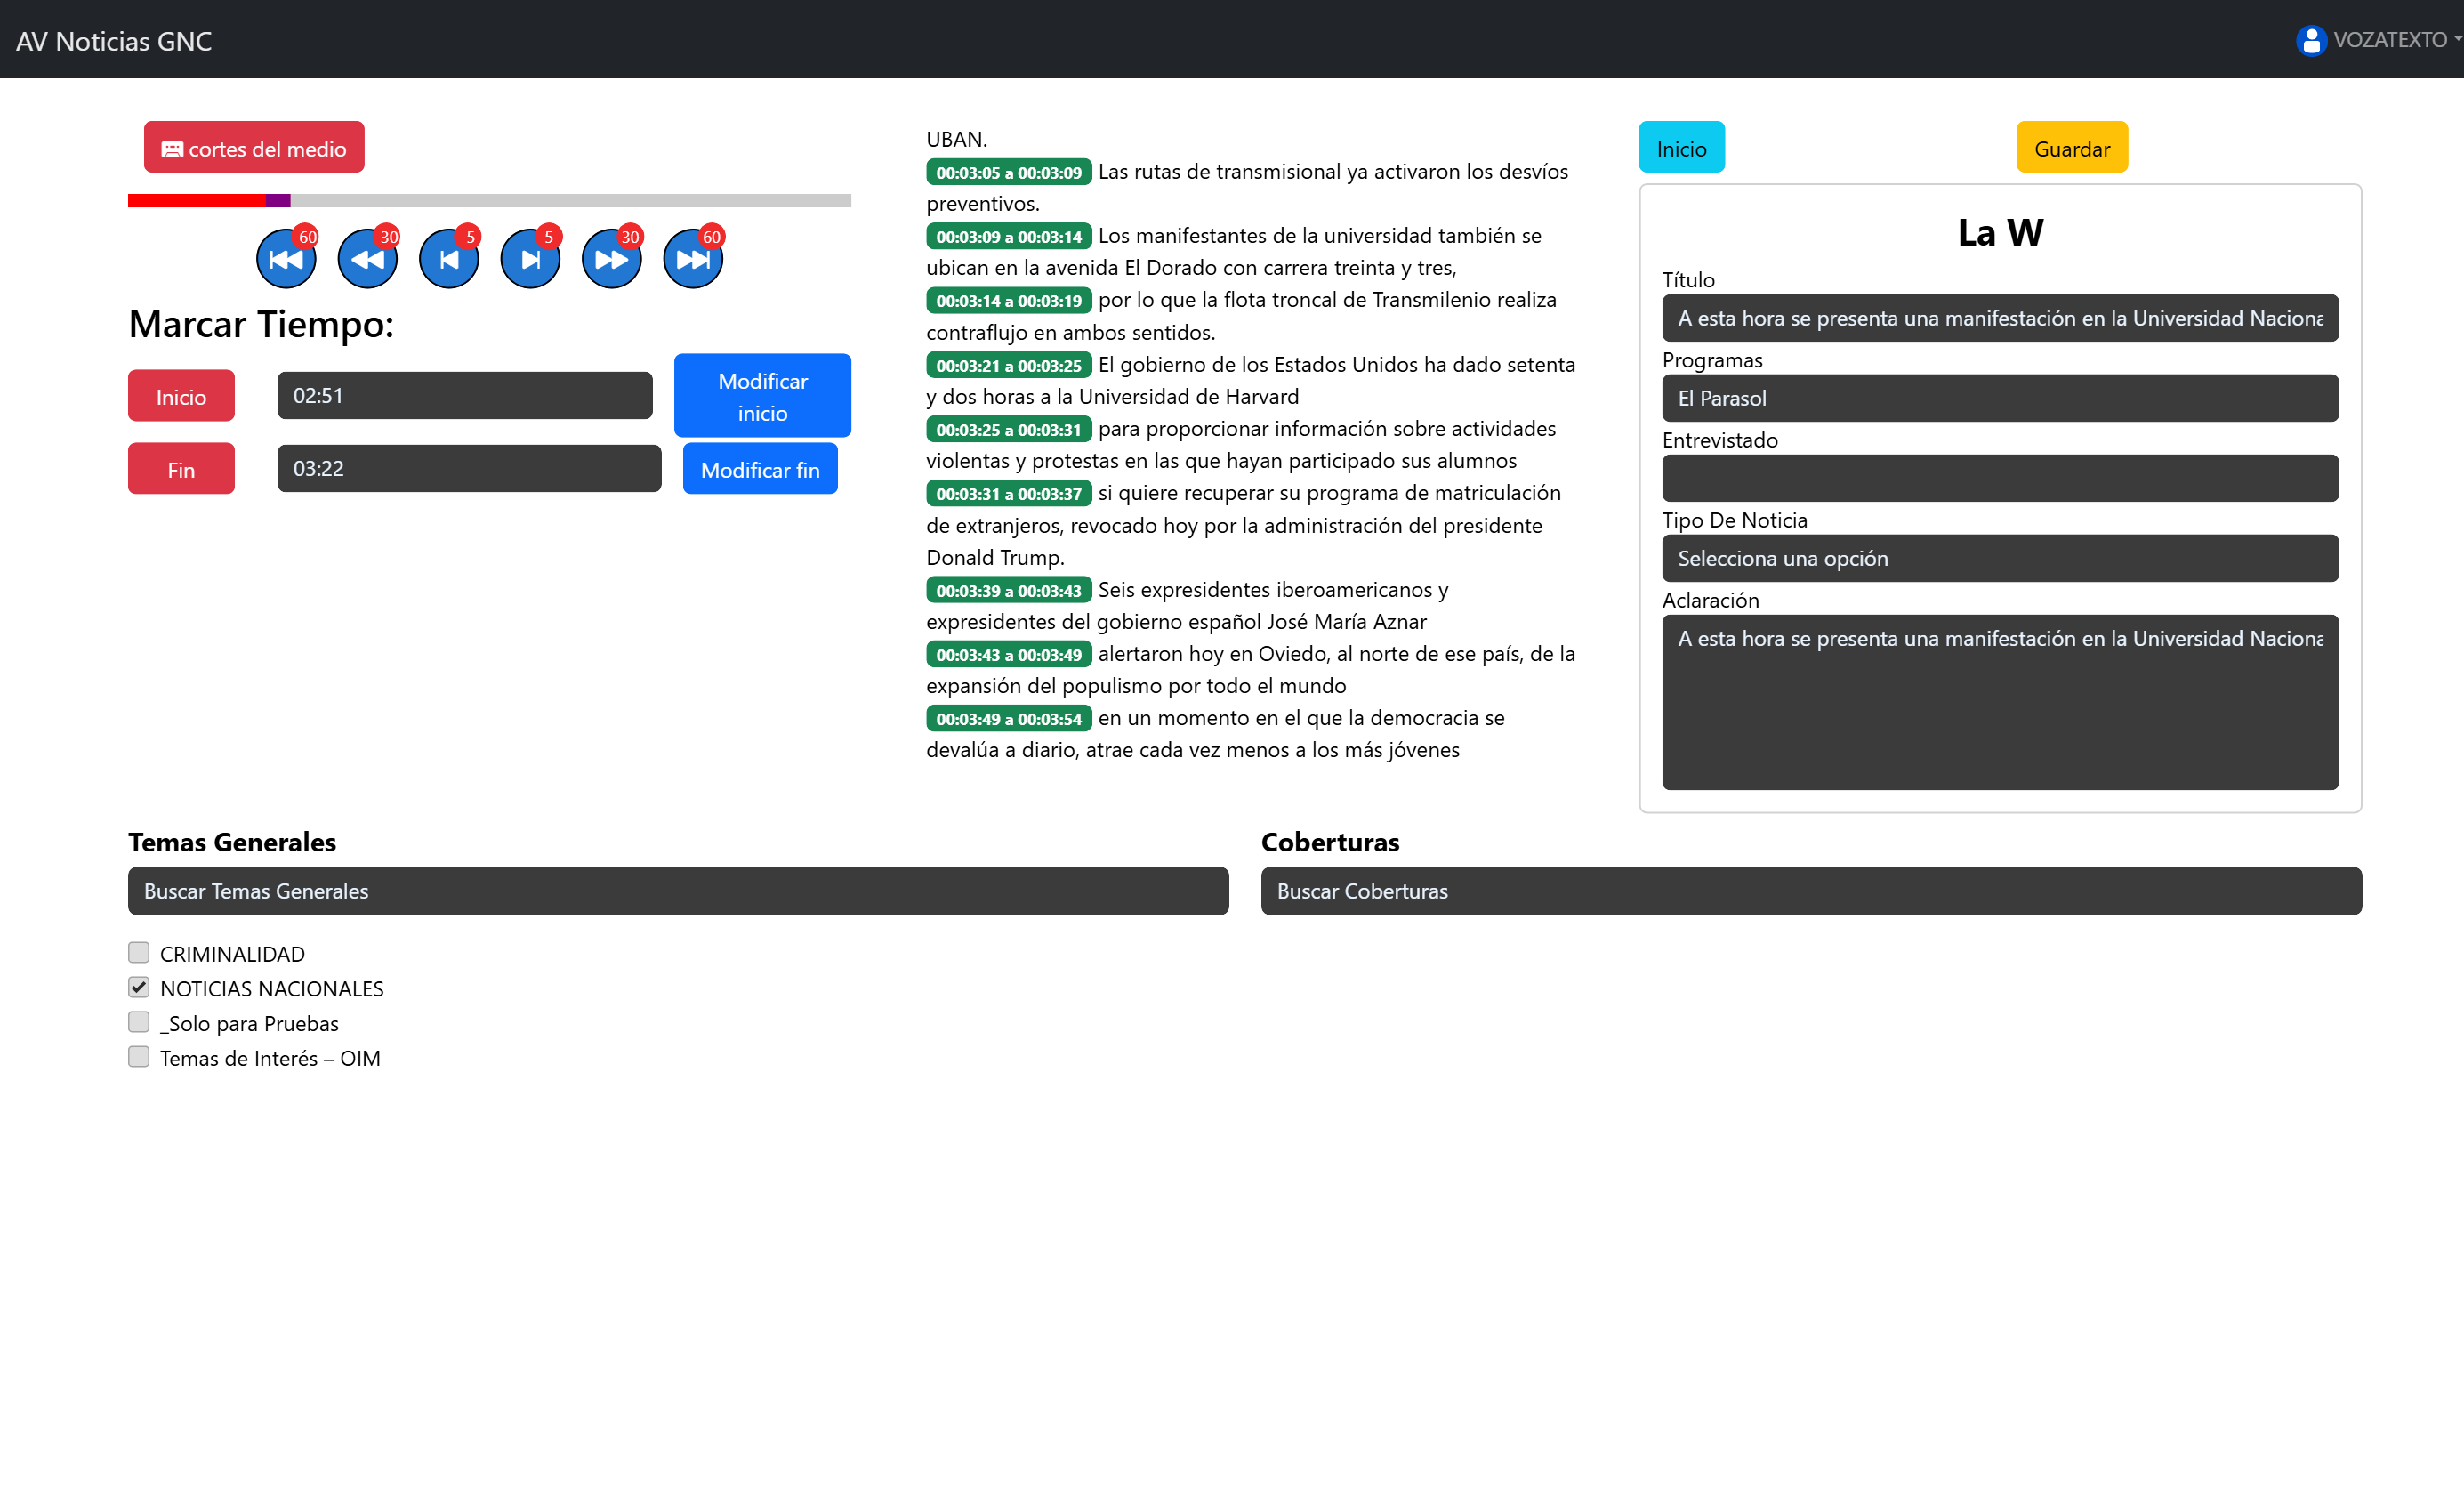 AV Noticias GNC
VOZATEXTO
cortes del medio
-60
-30
-5
5
30
60
Marcar Tiempo:
Inicio
02:51
Modificar
inicio
Fin
03:22
Modificar fin
UBAN.
00:03:05 a 00:03:09 Las rutas de transmisional ya activaron los desvíos
preventivos.
00:03:09 a 00:03:14 Los manifestantes de la universidad también se
ubican en la avenida El Dorado con carrera treinta y tres,
00:03:14 a 00:03:19 por lo que la flota troncal de Transmilenio realiza
contraflujo en ambos sentidos.
00:03:21 a 00:03:25 El gobierno de los Estados Unidos ha dado setenta
y dos horas a la Universidad de Harvard
00:03:25 a 00:03:31 para proporcionar información sobre actividades
violentas y protestas en las que hayan participado sus alumnos
00:03:31 a 00:03:37 si quiere recuperar su programa de matriculación
de extranjeros, revocado hoy por la administración del presidente
Donald Trump.
00:03:39 a 00:03:43 Seis expresidentes iberoamericanos y
expresidentes del gobierno español José María Aznar
00:03:43 a 00:03:49 alertaron hoy en Oviedo, al norte de ese país, de la
expansión del populismo por todo el mundo
00:03:49 a 00:03:54 en un momento en el que la democracia se
devalúa a diario, atrae cada vez menos a los más jóvenes
Inicio
Guardar
La W
Título
A esta hora se presenta una manifestación en la Universidad Naciona
Programas
El Parasol
Entrevistado
Tipo De Noticia
Selecciona una opción
Aclaración
A esta hora se presenta una manifestación en la Universidad Naciona
Temas Generales
Buscar Temas Generales
CRIMINALIDAD
NOTICIAS NACIONALES
_Solo para Pruebas
Temas de Interés – OIM
Coberturas
Buscar Coberturas